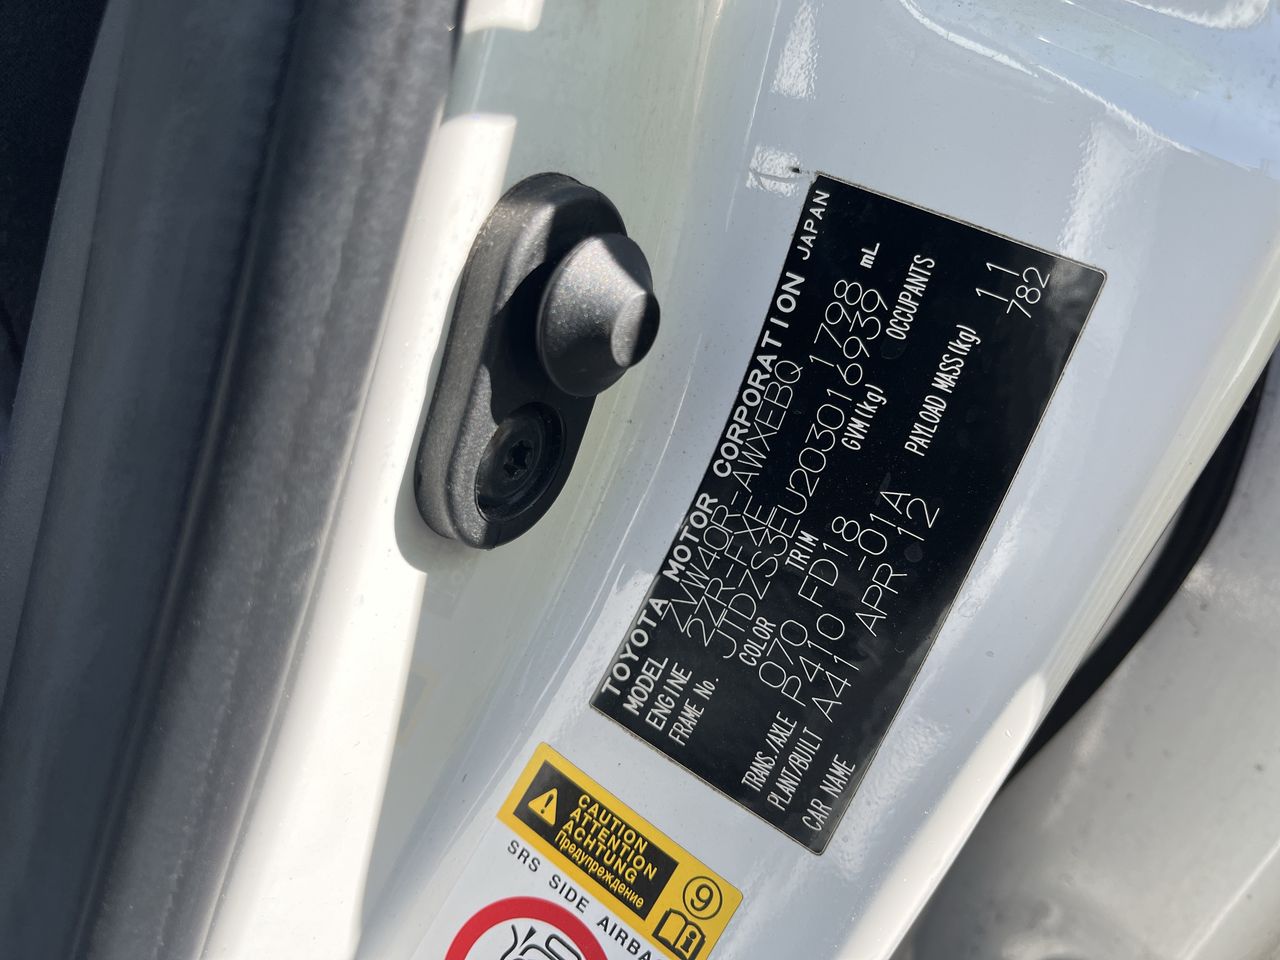 TOYOTA MOTOR CORPORATION JAPAN
MODEL ZVW40R-AWXEBQ
ENGINE 2ZR-FXE 1798 mL
FRAME No. JTDZS3EU203016939
COLOR TRIM GVM(kg) OCCUPANTS
070 FD18
TRANS./AXLE P410 -01A PAYLOAD MASS(kg) 11
PLANT/BUILT A41 APR 12 782
CAR NAME
CAUTION
ATTENTION
ACHTUNG
Предупреждение
9
i
SRS SIDE AIRBA